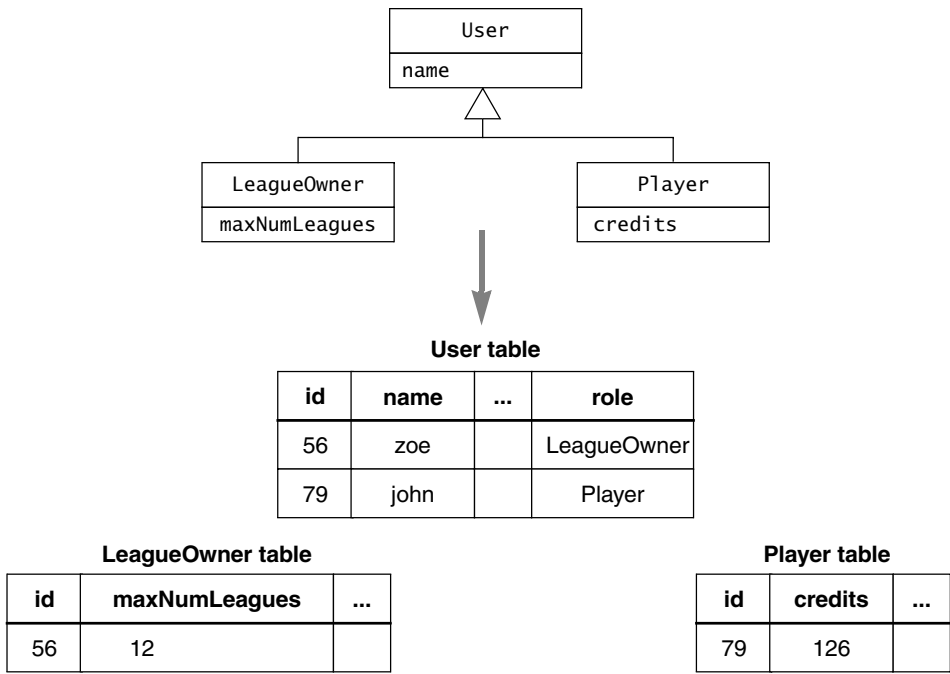 User
name
LeagueOwner
maxNumLeagues
Player
credits
User table
id name ... role
56 zoe LeagueOwner
79 john Player
LeagueOwner table
id maxNumLeagues ...
56 12
Player table
id credits ...
79 126